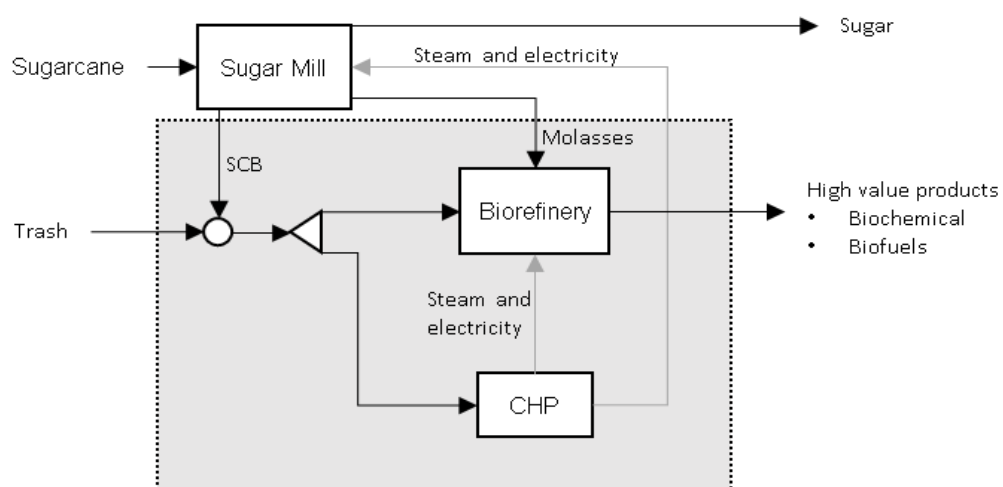 Sugar
Steam and electricity
Sugarcane
Sugar Mill
Molasses
SCB
High value products
• Biochemical
• Biofuels
Trash
Biorefinery
Steam and
electricity
CHP